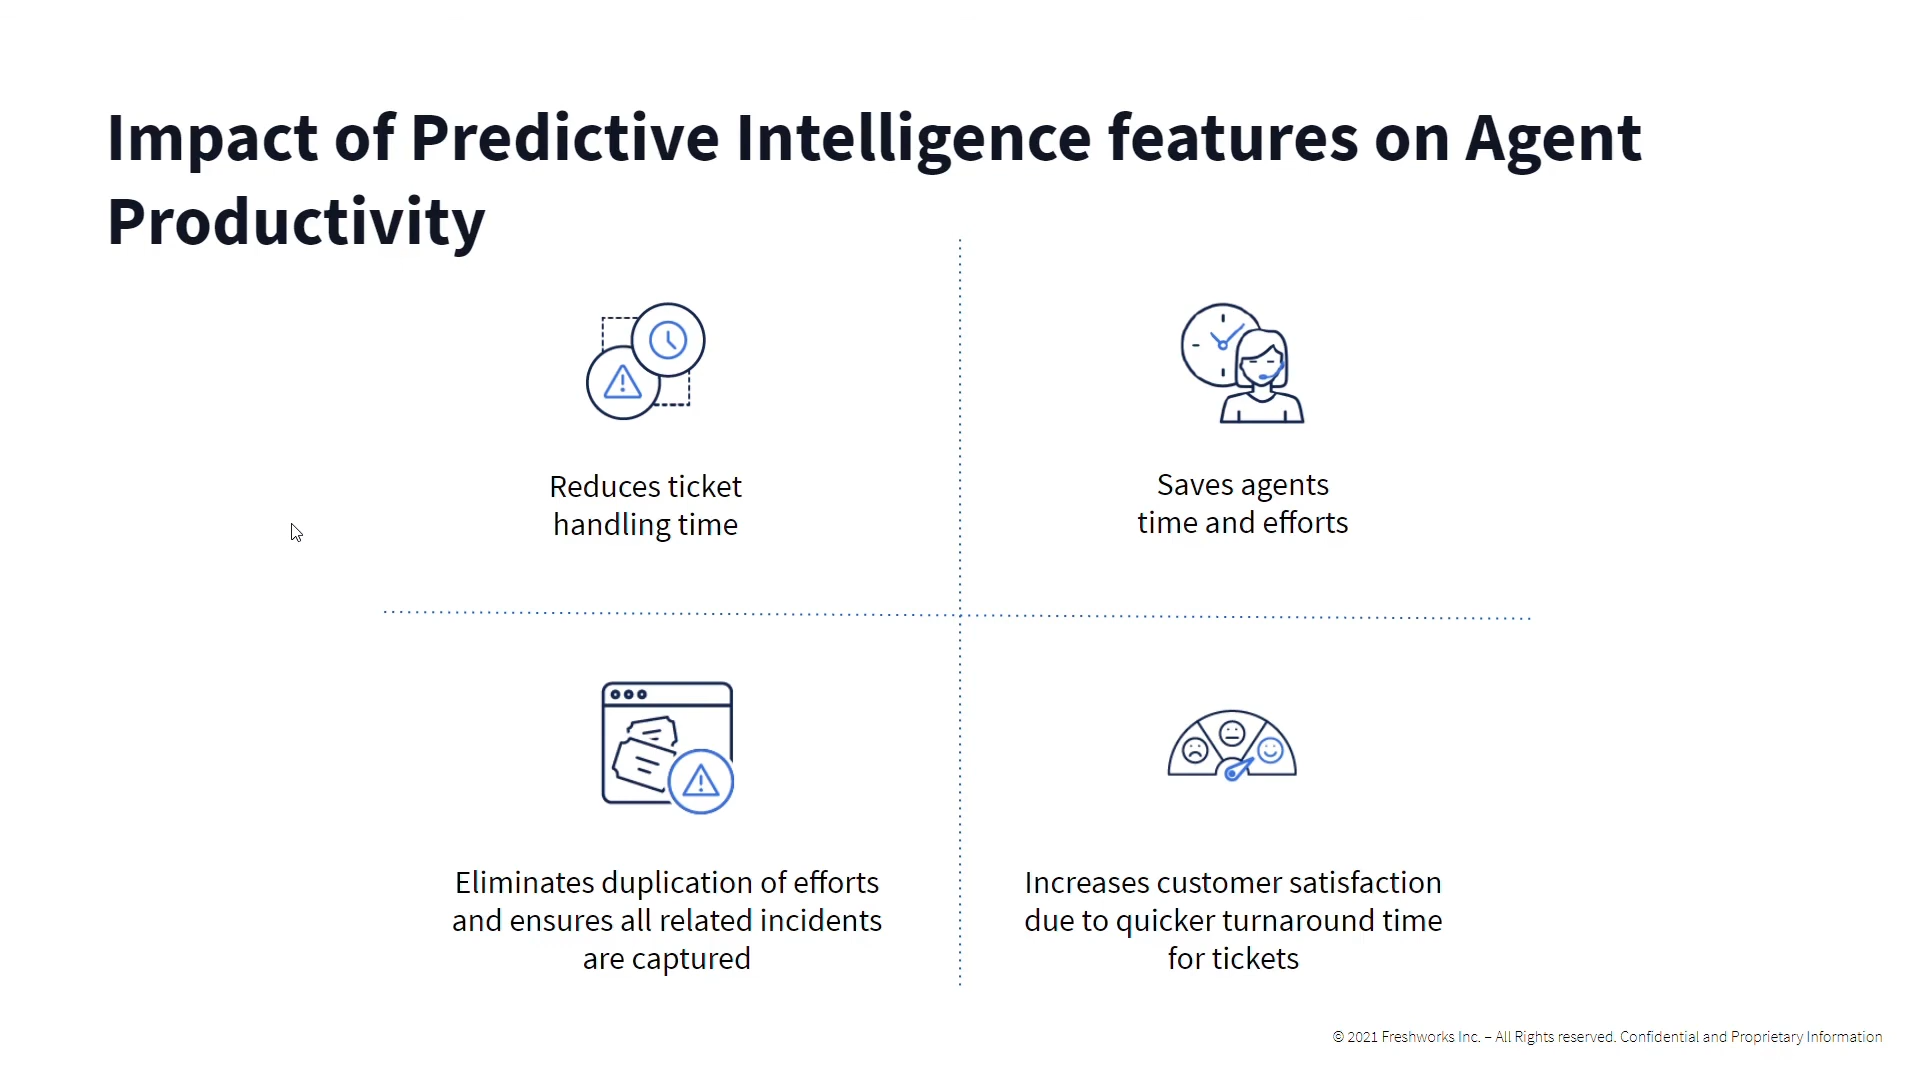 Impact of Predictive Intelligence features on Agent
Productivity
Reduces ticket
handling time
Saves agents
time and efforts
Eliminates duplication of efforts
and ensures all related incidents
are captured
Increases customer satisfaction
due to quicker turnaround time
for tickets
© 2021 Freshworks Inc. – All Rights reserved. Confidential and Proprietary Information